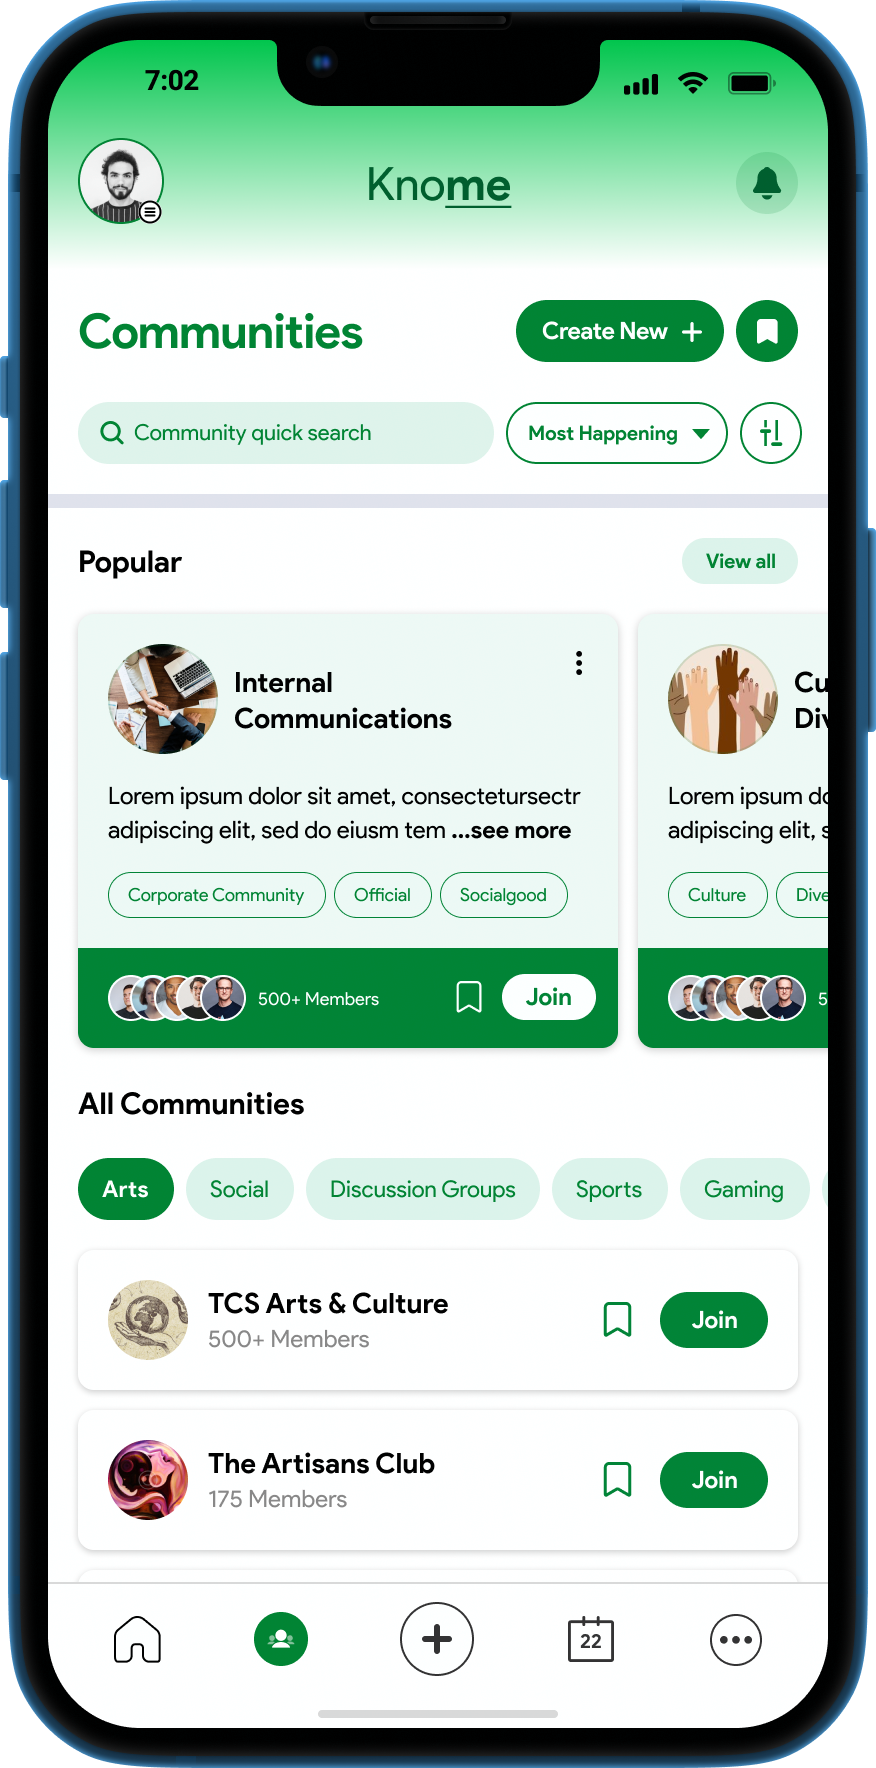 7:02
Knome
Communities
Create New
Community quick search
Most Happening
Popular
View all
Internal
Communications
Lorem ipsum dolor sit amet, consectetursectr
adipiscing elit, sed do eiusm tem ...see more
Corporate Community
Official
Socialgood
500+ Members
Join
Cu
Div
Lorem ipsum do
adipiscing elit, s
Culture
Dive
5
All Communities
Arts
Social
Discussion Groups
Sports
Gaming
TCS Arts & Culture
500+ Members
Join
The Artisans Club
175 Members
Join
22